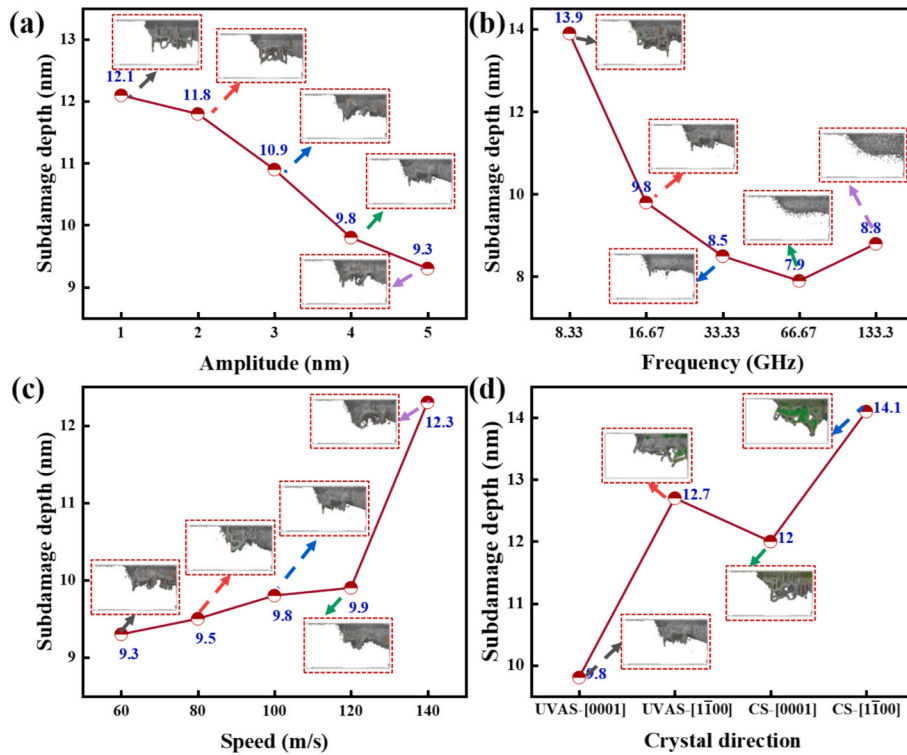 (a)
Subdamage depth (nm)
13
12
11
10
9
12.1
11.8
10.9
9.8
9.3
1 2 3 4 5
Amplitude (nm)
(b)
Subdamage depth (nm)
14
12
10
8
13.9
9.8
8.5
7.9
8.8
8.33 16.67 33.33 66.67 133.3
Frequency (GHz)
(c)
Subdamage depth (nm)
12
11
10
9
9.3
9.5
9.8
9.9
12.3
60 80 100 120 140
Speed (m/s)
(d)
Subdamage depth (nm)
14
13
12
11
10
9.8
12.7
12
14.1
UVAS-[0001] UVAS-[11̅00] CS-[0001] CS-[11̅00]
Crystal direction